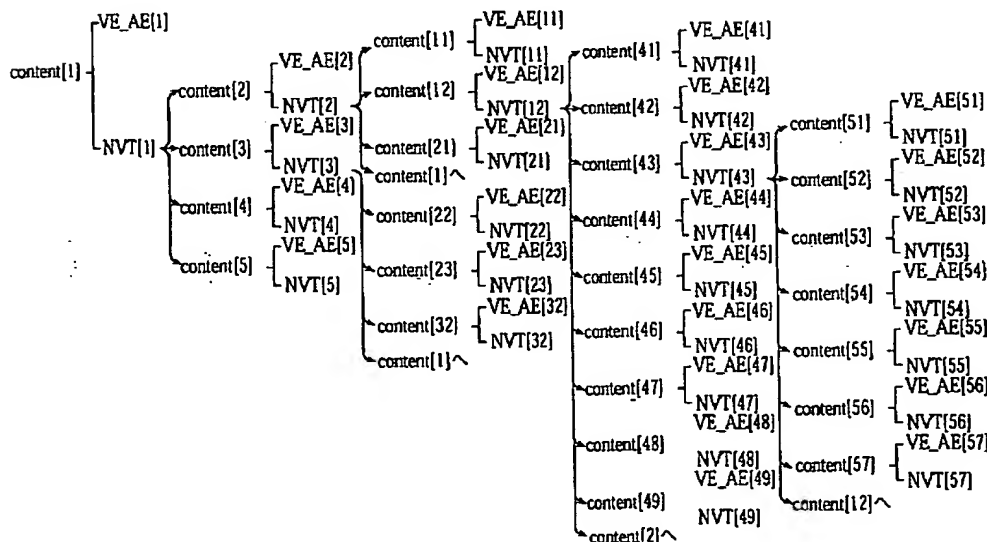 content[1]
VE_AE[1]
NVT[1]
content[2]
VE_AE[2]
NVT[2]
content[3]
VE_AE[3]
NVT[3]
content[4]
VE_AE[4]
NVT[4]
content[5]
VE_AE[5]
NVT[5]
content[11]
VE_AE[11]
NVT[11]
content[12]
VE_AE[12]
NVT[12]
content[21]
VE_AE[21]
NVT[21]
content[1]へ
content[22]
VE_AE[22]
NVT[22]
content[23]
VE_AE[23]
NVT[23]
content[32]
VE_AE[32]
NVT[32]
content[1]へ
content[41]
VE_AE[41]
NVT[41]
content[42]
VE_AE[42]
NVT[42]
content[43]
VE_AE[43]
NVT[43]
content[44]
VE_AE[44]
NVT[44]
content[45]
VE_AE[45]
NVT[45]
content[46]
VE_AE[46]
NVT[46]
content[47]
VE_AE[47]
NVT[47]
content[48]
VE_AE[48]
NVT[48]
content[49]
VE_AE[49]
NVT[49]
content[2]へ
content[51]
VE_AE[51]
NVT[51]
content[52]
VE_AE[52]
NVT[52]
content[53]
VE_AE[53]
NVT[53]
content[54]
VE_AE[54]
NVT[54]
content[55]
VE_AE[55]
NVT[55]
content[56]
VE_AE[56]
NVT[56]
content[57]
VE_AE[57]
NVT[57]
content[12]へ